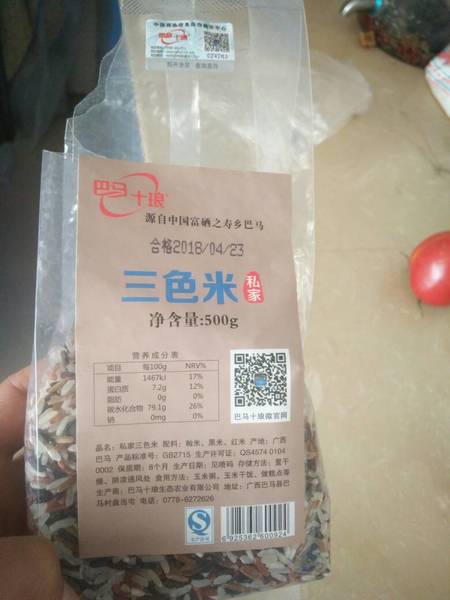 巴马十琅®
源自中国富硒之寿乡巴马
合格2018/04/23
三色米
私家
净含量:500g
营养成分表
项目 每100g NRV%
能量 1467kJ 17%
蛋白质 7.2g 12%
脂肪 0g 0%
碳水化合物 79.1g 26%
钠 0mg 0%
巴马十琅微官网
品名：私家三色米 配料：籼米、黑米、红米 产地：广西
巴马 产品标准号：GB2715 生产许可证：QS4574 0104
0002 保质期：8个月 生产日期：见喷码 存储方法：置干
燥、阴凉通风处 食用方法：玉米粥、玉米干饭、做糕点等
生产商：巴马十琅生态农业有限公司 地址：广西巴马县巴
马村盘当屯 电话：0778-6272626
QS
生产许可
6925362600924